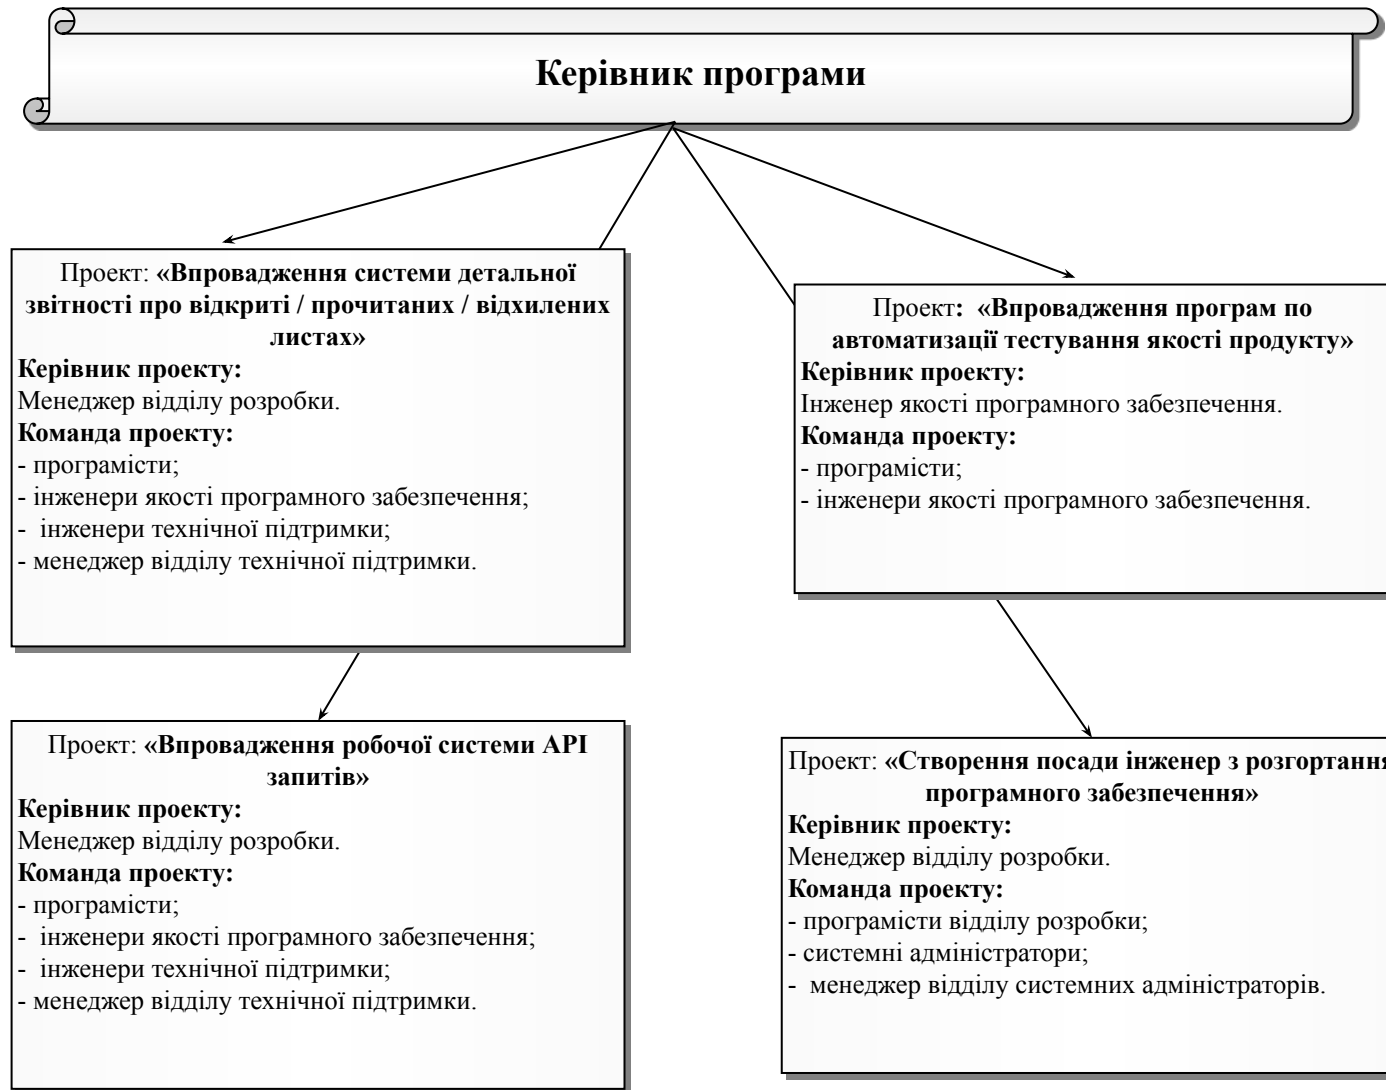 Керівник програми
Проект: «Впровадження системи детальної
звітності про відкриті / прочитаних / відхилених
листах»
Керівник проекту:
Менеджер відділу розробки.
Команда проекту:
- програмісти;
- інженери якості програмного забезпечення;
-  інженери технічної підтримки;
- менеджер відділу технічної підтримки.
Проект:  «Впровадження програм по
автоматизації тестування якості продукту»
Керівник проекту:
Інженер якості програмного забезпечення.
Команда проекту:
- програмісти;
- інженери якості програмного забезпечення.
Проект: «Впровадження робочої системи API
запитів»
Керівник проекту:
Менеджер відділу розробки.
Команда проекту:
- програмісти;
-  інженери якості програмного забезпечення;
-  інженери технічної підтримки;
- менеджер відділу технічної підтримки.
Проект: «Створення посади інженер з розгортання
програмного забезпечення»
Керівник проекту:
Менеджер відділу розробки.
Команда проекту:
- програмісти відділу розробки;
- системні адміністратори;
-  менеджер відділу системних адміністраторів.